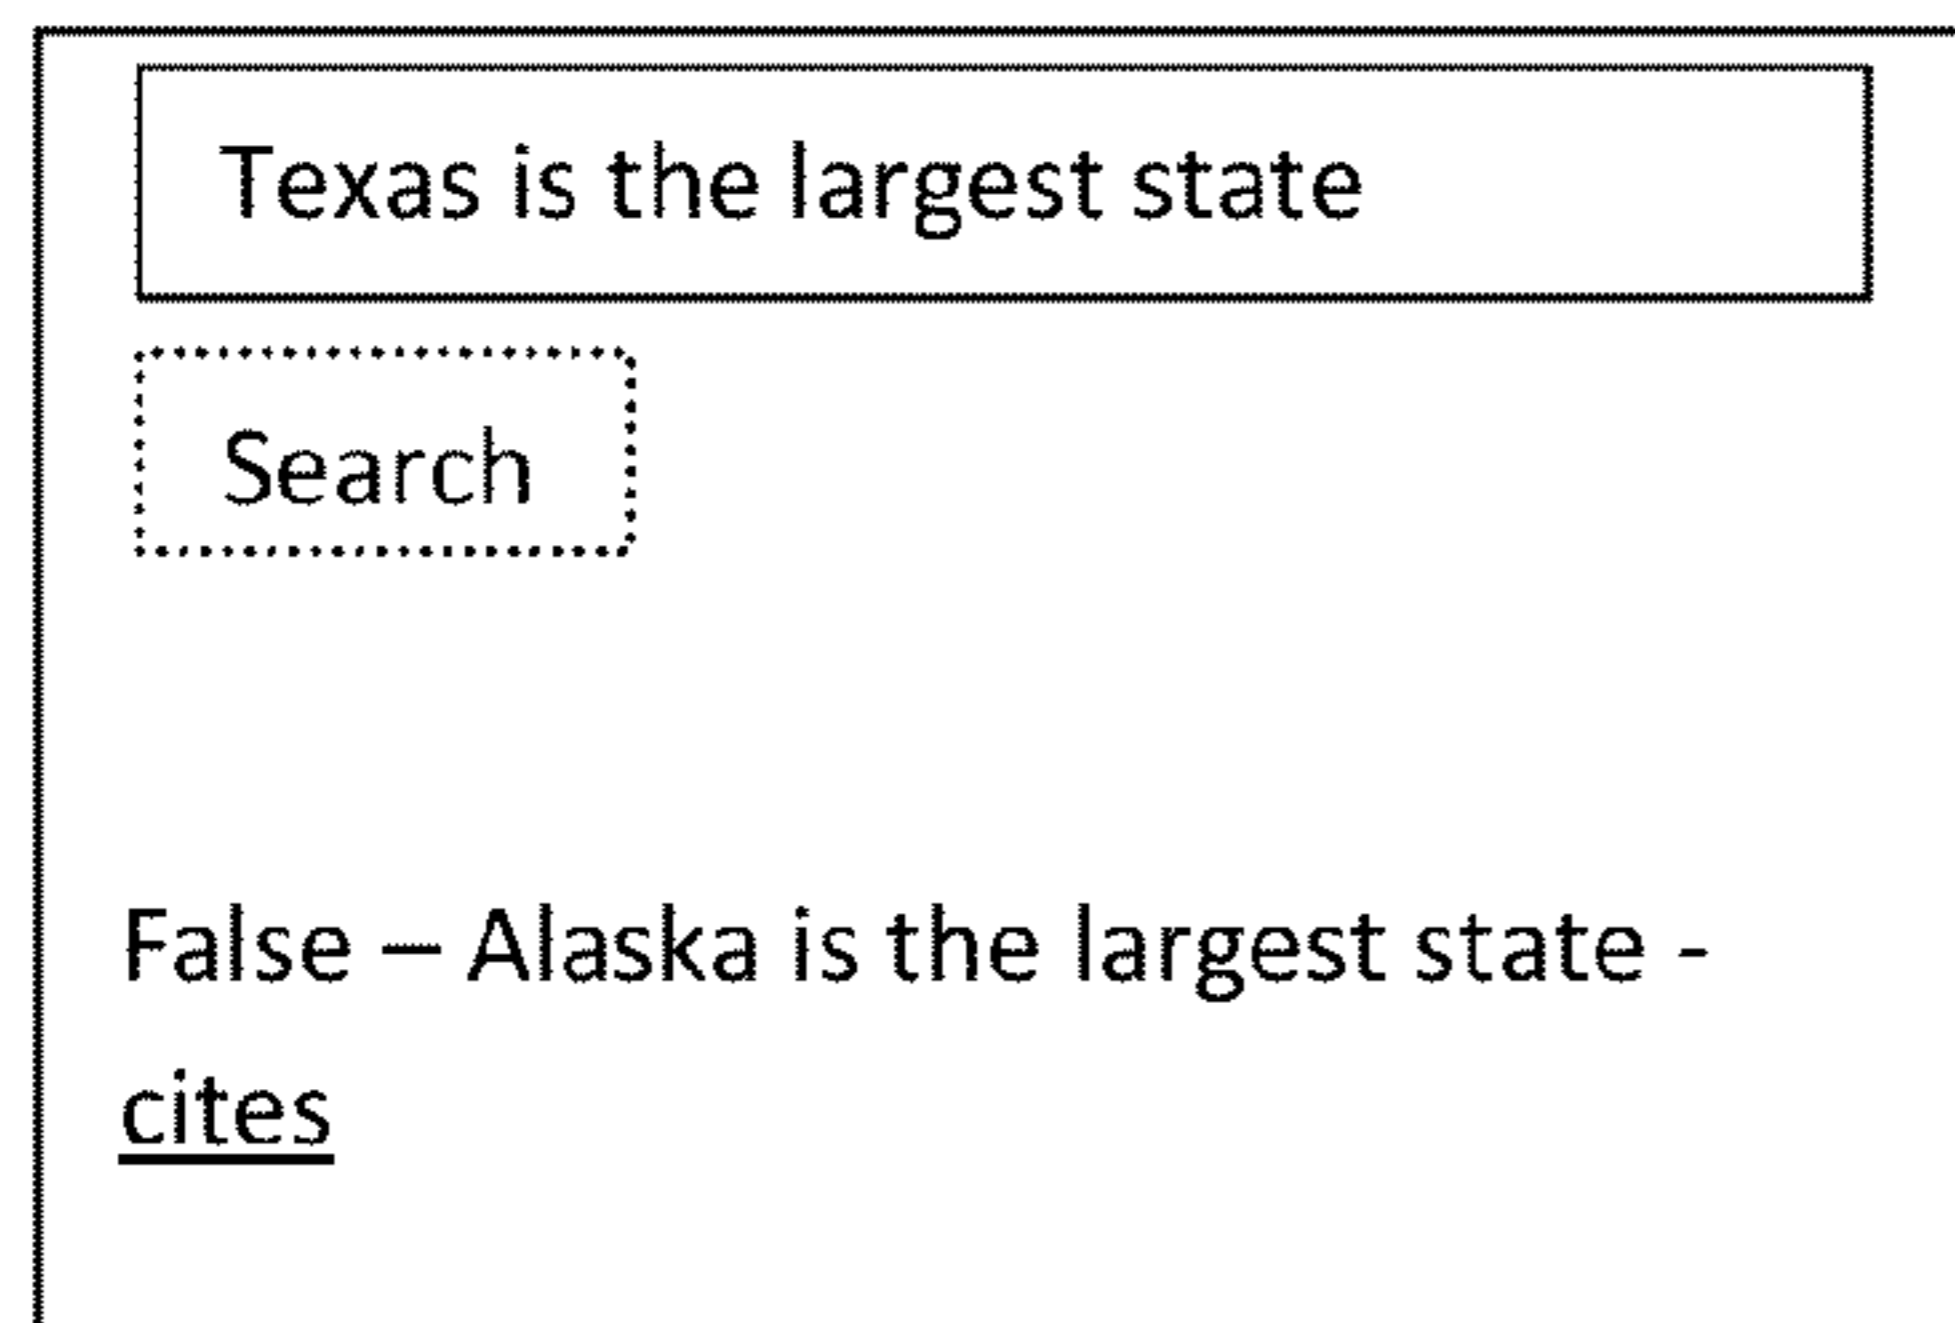 Texas is the largest state
Search
False – Alaska is the largest state -
cites